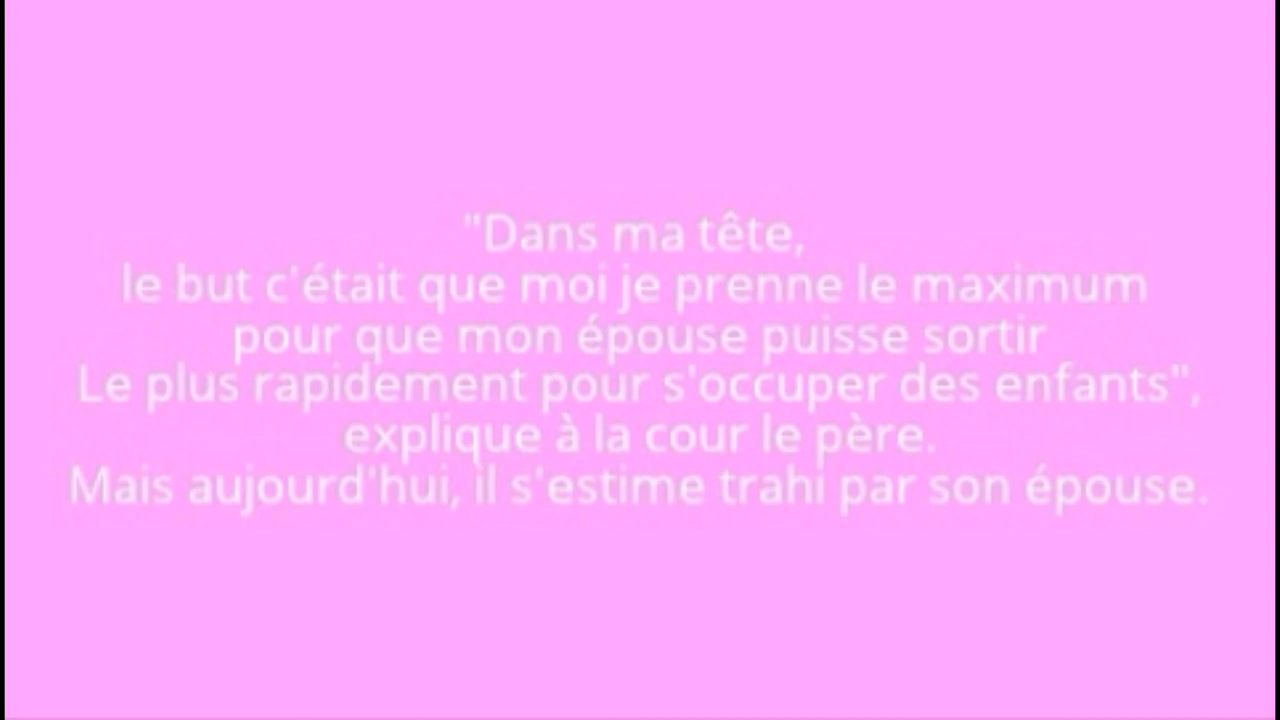 "Dans ma tête,
le but c'était que moi je prenne le maximum
pour que mon épouse puisse sortir
Le plus rapidement pour s'occuper des enfants",
explique à la cour le père.
Mais aujourd'hui, il s'estime trahi par son épouse.